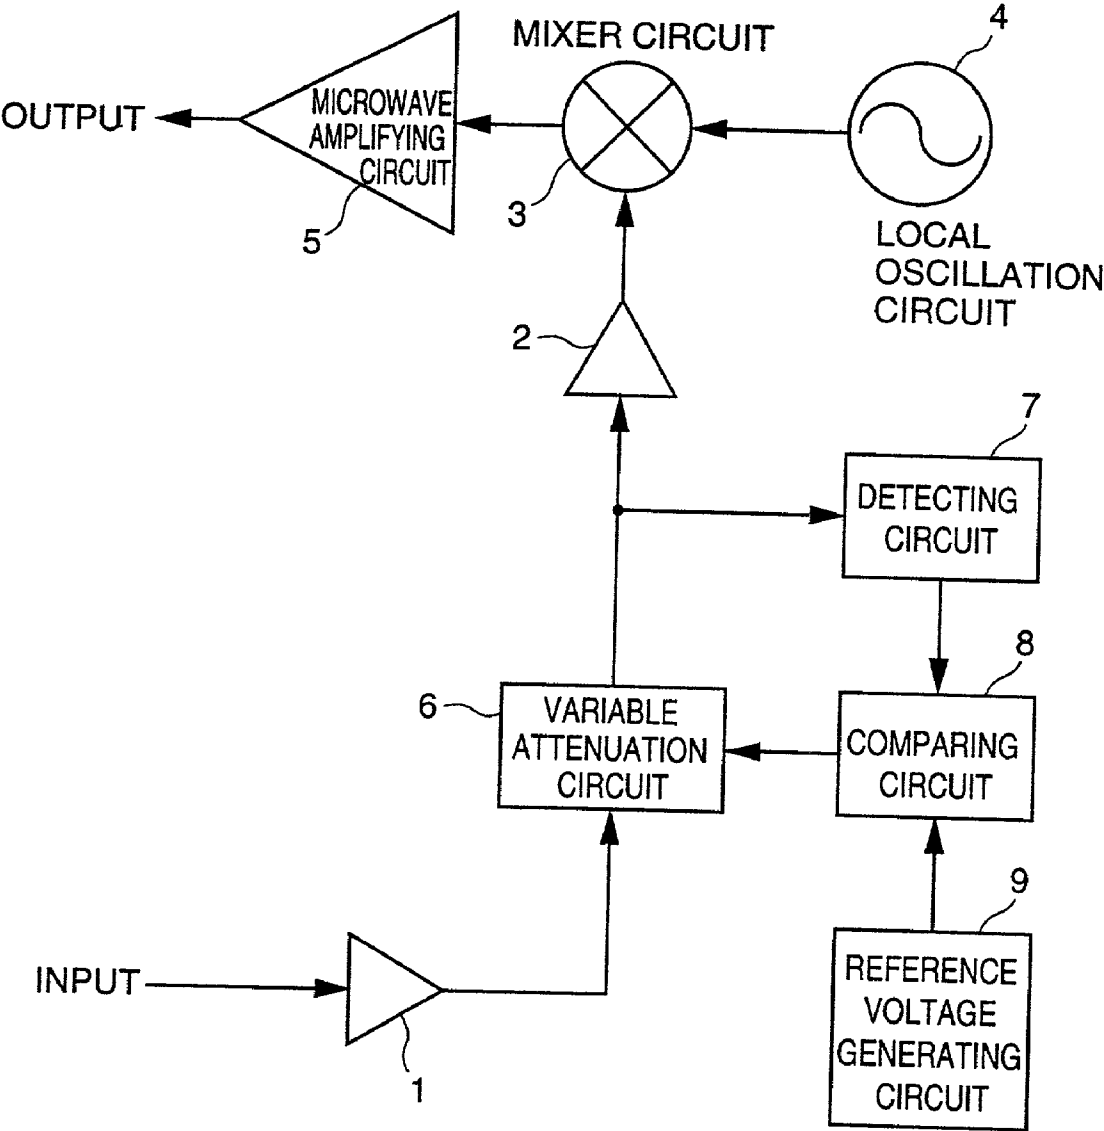 MIXER CIRCUIT
4
OUTPUT
MICROWAVE
AMPLIFYING
CIRCUIT
5
3
LOCAL
OSCILLATION
CIRCUIT
2
7
DETECTING
CIRCUIT
8
6
VARIABLE
ATTENUATION
CIRCUIT
COMPARING
CIRCUIT
9
INPUT
1
REFERENCE
VOLTAGE
GENERATING
CIRCUIT